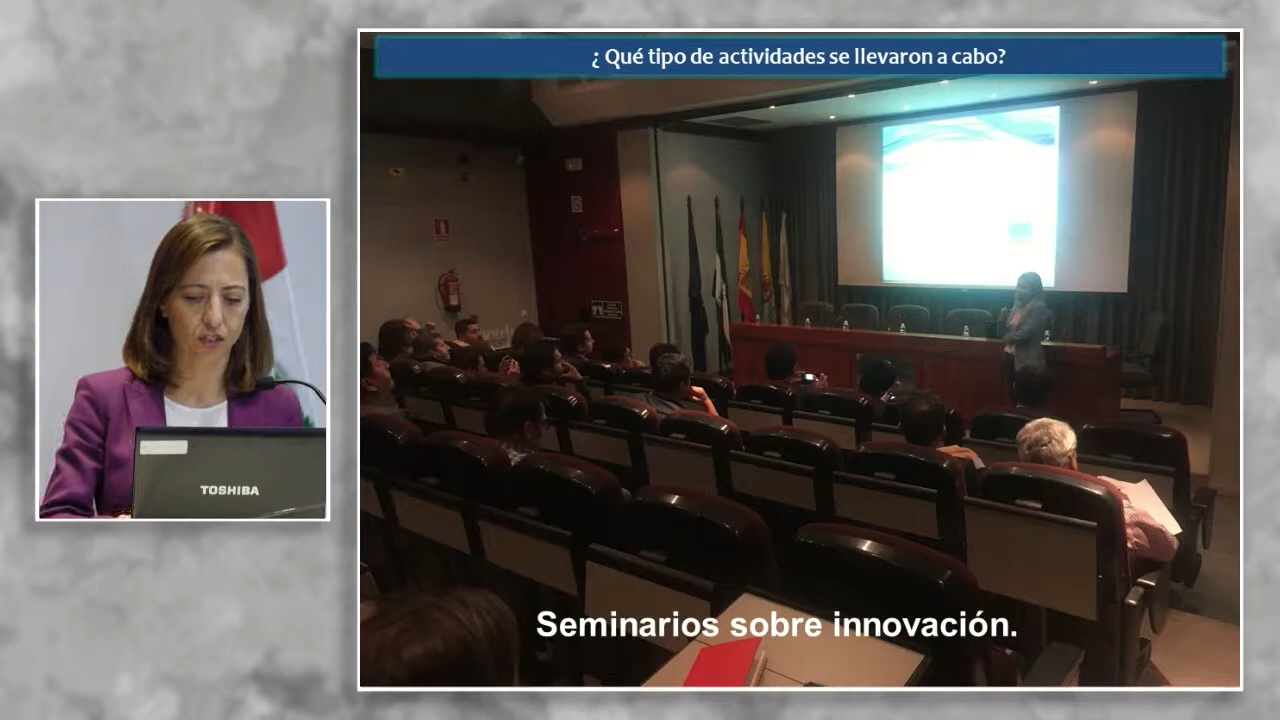 ¿ Qué tipo de actividades se llevaron a cabo?
TOSHIBA
Seminarios sobre innovación.